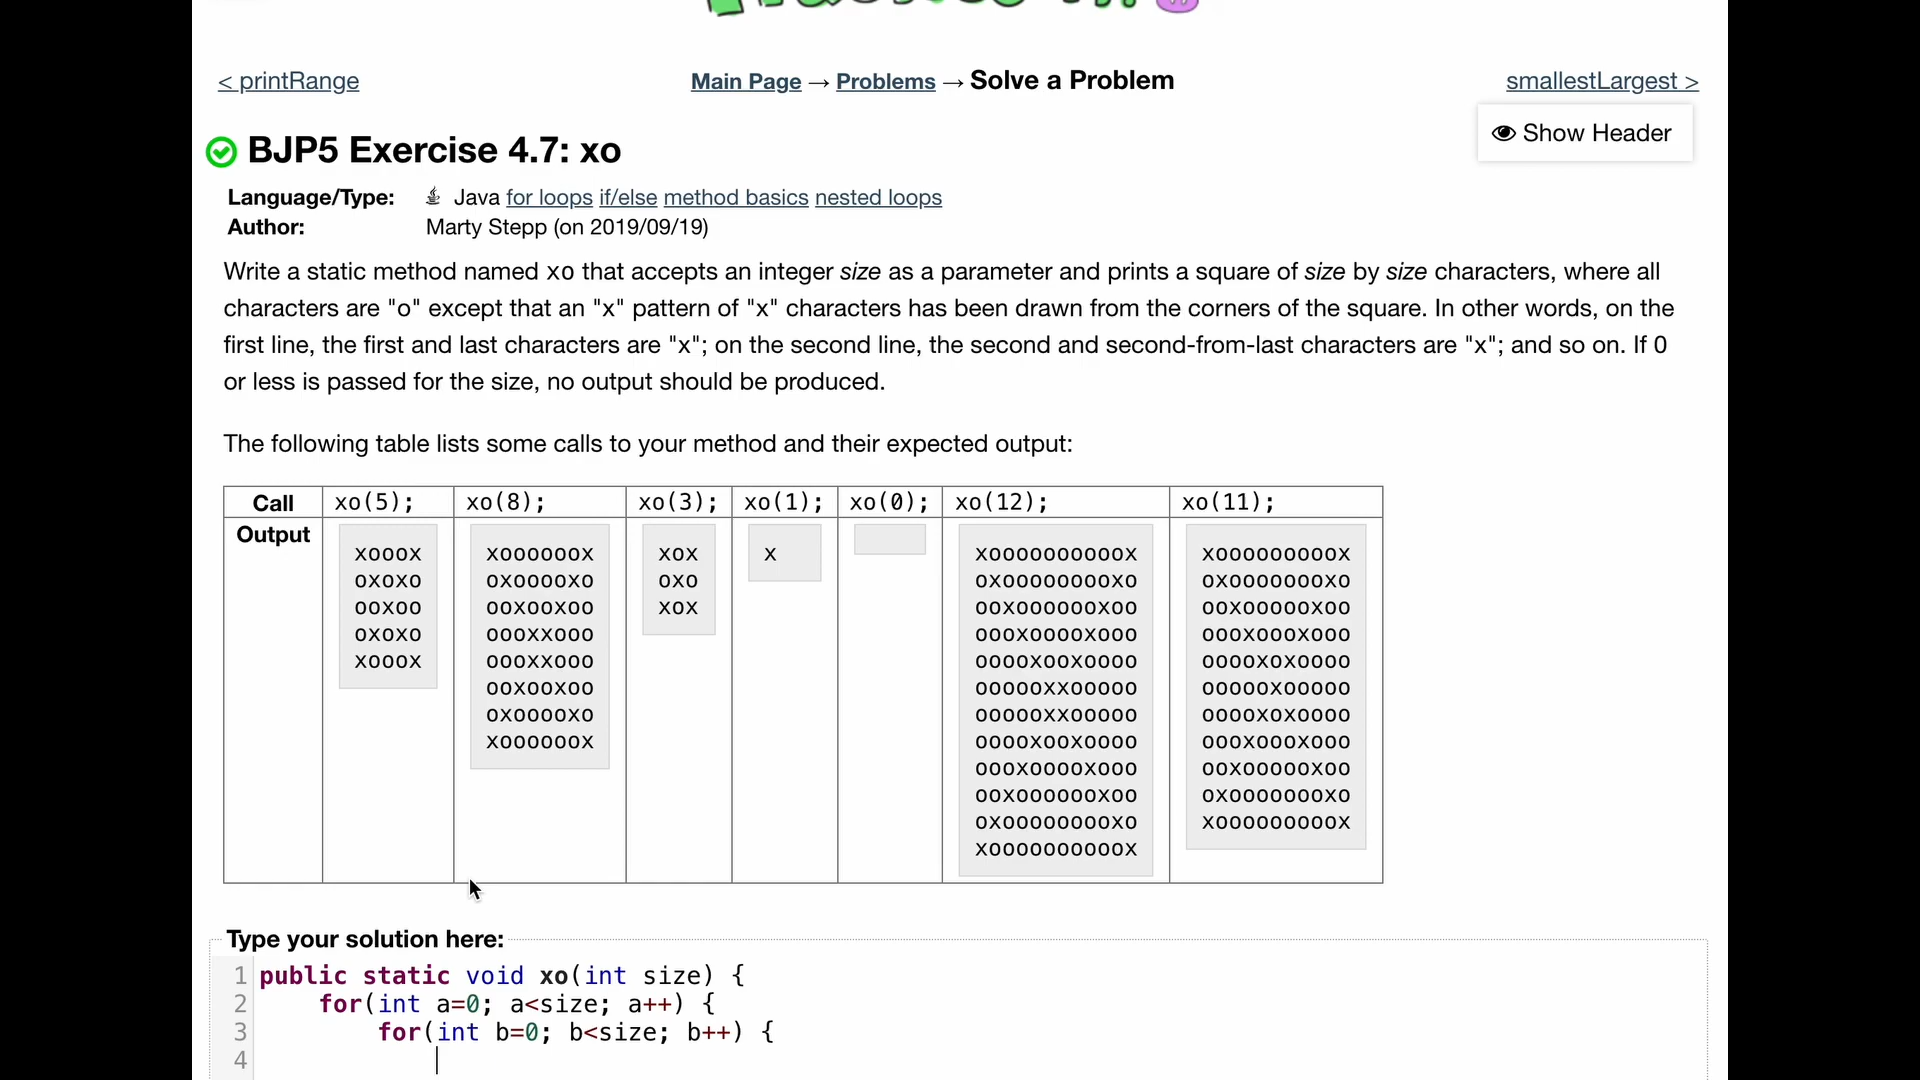 < printRange
Main Page → Problems → Solve a Problem
smallestLargest >
Show Header
BJP5 Exercise 4.7: xo
Language/Type: Java for loops if/else method basics nested loops
Author: Marty Stepp (on 2019/09/19)
Write a static method named xo that accepts an integer size as a parameter and prints a square of size by size characters, where all
characters are "o" except that an "x" pattern of "x" characters has been drawn from the corners of the square. In other words, on the
first line, the first and last characters are "x"; on the second line, the second and second-from-last characters are "x"; and so on. If 0
or less is passed for the size, no output should be produced.
The following table lists some calls to your method and their expected output:
Call xo(5); xo(8); xo(3); xo(1); xo(0); xo(12); xo(11);
Output
xooox xoooooox xox x xoooooooooox xooooooooox
oxoxo oxooooxo oxo oxooooooooxo oxoooooooxo
ooxoo ooxooxoo xox ooxooooooxoo ooxoooooxoo
oxoxo oooxxooo oooxooooxooo oooxoooxooo
xooox oooxxooo ooooxooxoooo ooooxoxoooo
ooxooxoo oooooxxooooo oooooxooooo
oxooooxo oooooxxooooo ooooxoxoooo
xoooooox ooooxooxoooo oooxoooxooo
oooxooooxooo ooxoooooxoo
ooxooooooxoo oxoooooooxo
oxooooooooxo xooooooooox
xoooooooooox
Type your solution here:
1 public static void xo(int size) {
2 for(int a=0; a<size; a++) {
3 for(int b=0; b<size; b++) {
4